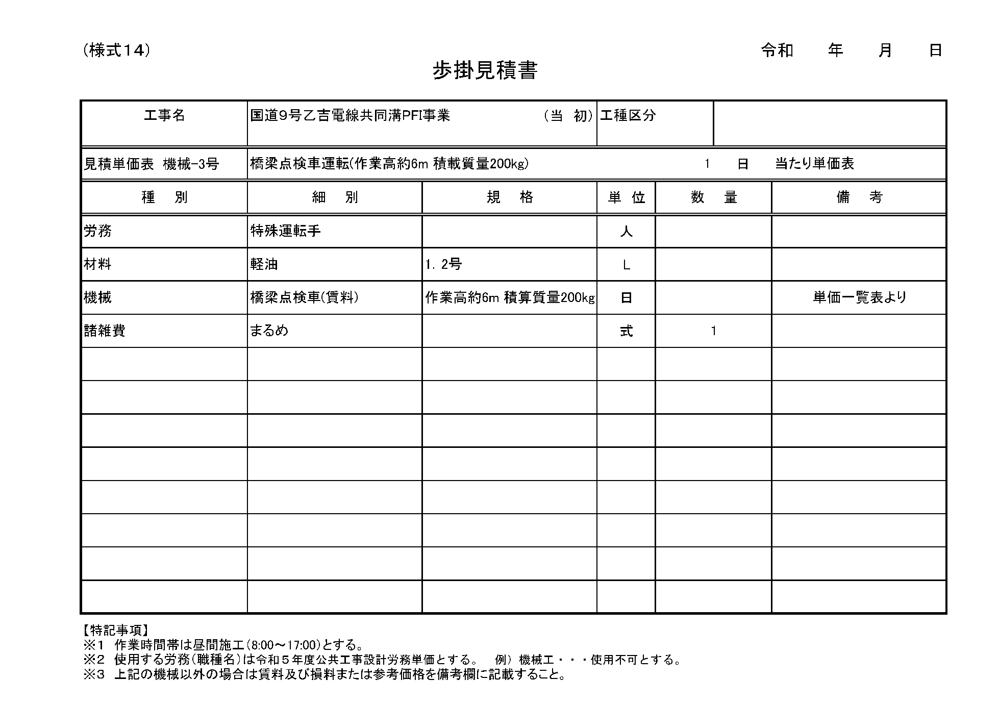 （様式１４）
令和　　年　　月　　日
歩掛見積書
工事名　国道９号乙吉電線共同溝PFI事業　（当　初）　工種区分
見積単価表　機械-3号　橋梁点検車運転(作業高約6m 積載質量200kg)　1　日　当たり単価表
種　別　細　別　規　格　単　位　数　量　備　考
労務　特殊運転手　人
材料　軽油　1．2号　L
機械　橋梁点検車(賃料)　作業高約6m 積算質量200kg　日　単価一覧表より
諸雑費　まるめ　式　1
【特記事項】
※１　作業時間帯は昼間施工（8:00～17:00）とする。
※２　使用する労務（職種名）は令和５年度公共工事設計労務単価とする。　例）機械工・・・使用不可とする。
※３　上記の機械以外の場合は賃料及び損料または参考価格を備考欄に記載すること。